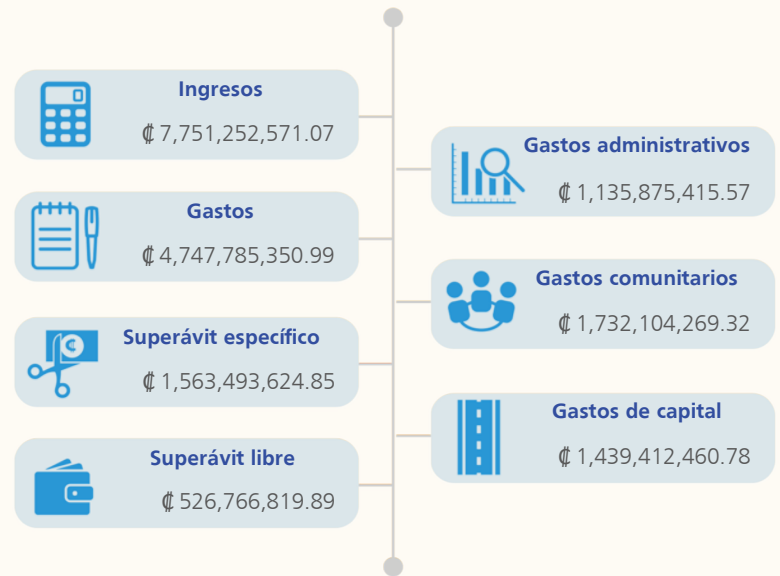 Ingresos
₡ 7,751,252,571.07
Gastos
₡ 4,747,785,350.99
Superávit específico
₡ 1,563,493,624.85
Superávit libre
₡ 526,766,819.89
Gastos administrativos
₡ 1,135,875,415.57
Gastos comunitarios
₡ 1,732,104,269.32
Gastos de capital
₡ 1,439,412,460.78